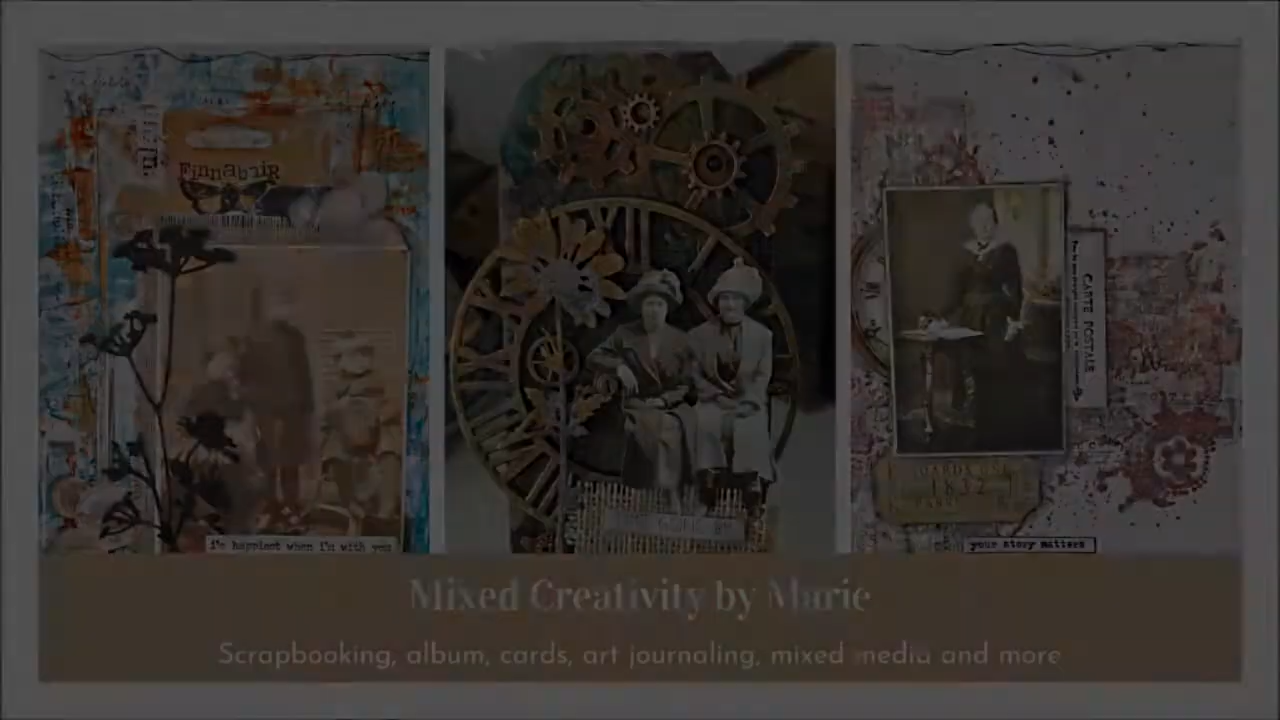 Finnabair
i'm happiest when i'm with you
CARTE POSTALE
your story matters
Mixed Creativity by Marie
Scrapbooking, album, cards, art journaling, mixed media and more